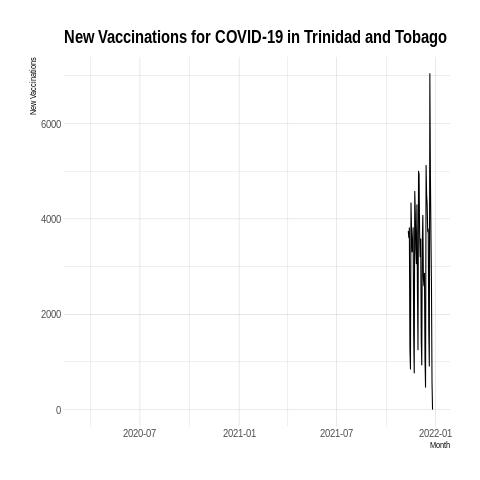 New Vaccinations for COVID-19 in Trinidad and Tobago
New Vaccinations
6000
4000
2000
0
2020-07 2021-01 2021-07 2022-01
Month